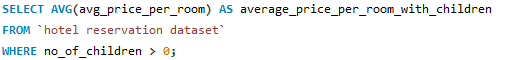 SELECT AVG(avg_price_per_room) AS average_price_per_room_with_children
FROM `hotel reservation dataset`
WHERE no_of_children > 0;